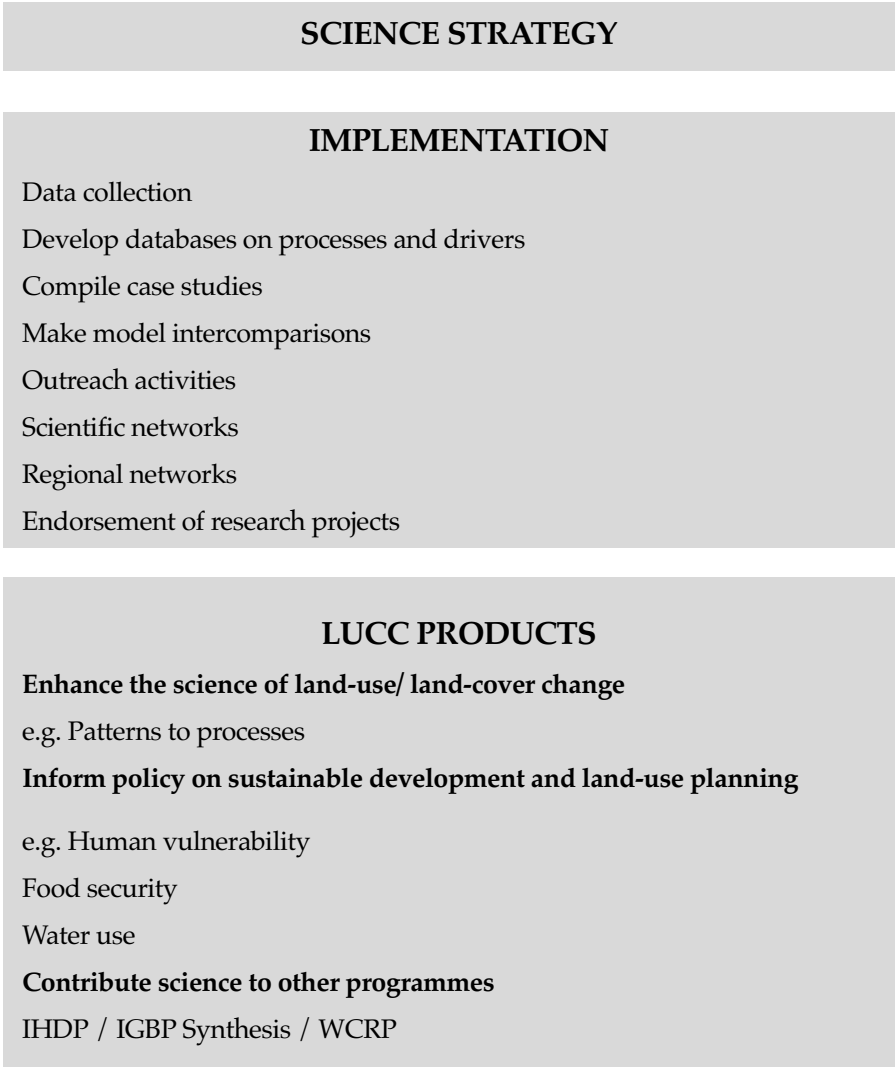 SCIENCE STRATEGY
IMPLEMENTATION
Data collection
Develop databases on processes and drivers
Compile case studies
Make model intercomparisons
Outreach activities
Scientific networks
Regional networks
Endorsement of research projects
LUCC PRODUCTS
Enhance the science of land-use/ land-cover change
e.g. Patterns to processes
Inform policy on sustainable development and land-use planning
e.g. Human vulnerability
Food security
Water use
Contribute science to other programmes
IHDP / IGBP Synthesis / WCRP